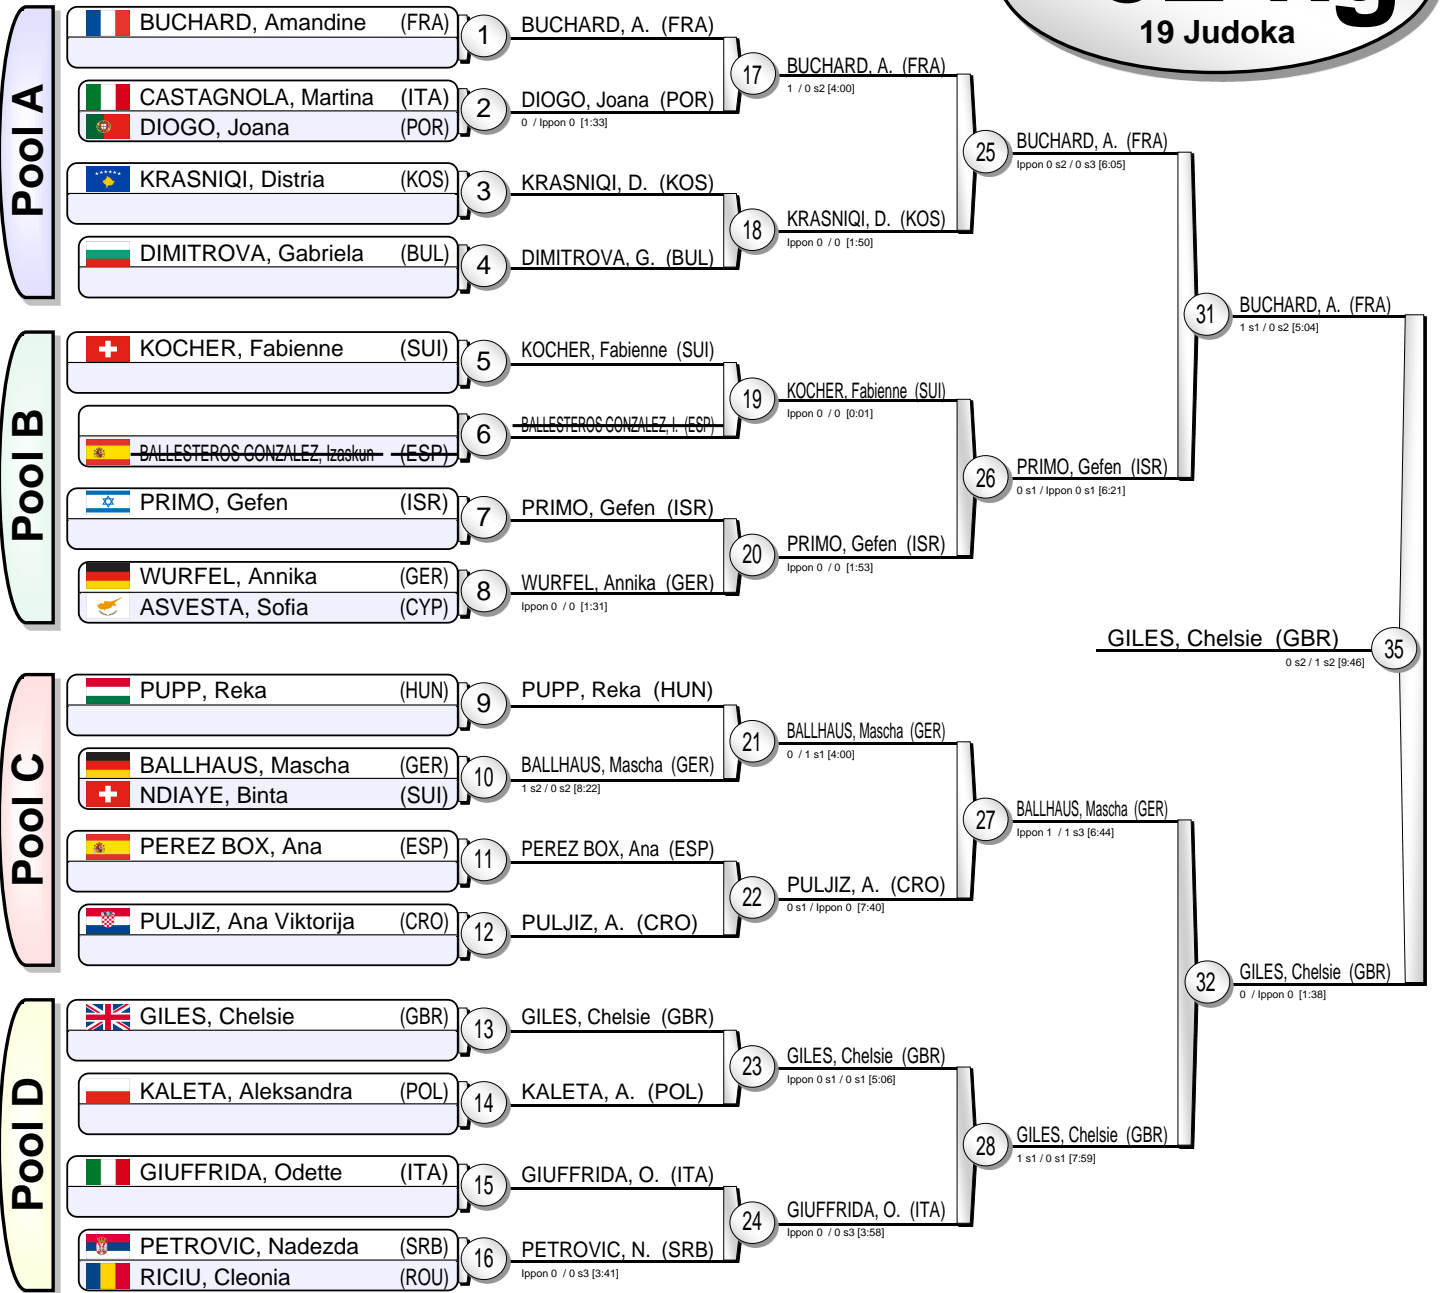 19 Judoka
Pool A
BUCHARD, Amandine (FRA)
1
BUCHARD, A. (FRA)
CASTAGNOLA, Martina (ITA)
DIOGO, Joana (POR)
2
DIOGO, Joana (POR)
0 / Ippon 0 [1:33]
17
BUCHARD, A. (FRA)
1 / 0 s2 [4:00]
KRASNIQI, Distria (KOS)
3
KRASNIQI, D. (KOS)
DIMITROVA, Gabriela (BUL)
4
DIMITROVA, G. (BUL)
18
KRASNIQI, D. (KOS)
Ippon 0 / 0 [1:50]
25
BUCHARD, A. (FRA)
Ippon 0 s2 / 0 s3 [6:05]
Pool B
KOCHER, Fabienne (SUI)
5
KOCHER, Fabienne (SUI)
BALLESTEROS GONZALEZ, Izaskun (ESP)
6
BALLESTEROS GONZALEZ, I. (ESP)
19
KOCHER, Fabienne (SUI)
Ippon 0 / 0 [0:01]
PRIMO, Gefen (ISR)
7
PRIMO, Gefen (ISR)
WURFEL, Annika (GER)
ASVESTA, Sofia (CYP)
8
WURFEL, Annika (GER)
Ippon 0 / 0 [1:31]
20
PRIMO, Gefen (ISR)
Ippon 0 / 0 [1:53]
26
PRIMO, Gefen (ISR)
0 s1 / Ippon 0 s1 [6:21]
31
BUCHARD, A. (FRA)
1 s1 / 0 s2 [5:04]
GILES, Chelsie (GBR)
0 s2 / 1 s2 [9:46]
35
Pool C
PUPP, Reka (HUN)
9
PUPP, Reka (HUN)
BALLHAUS, Mascha (GER)
NDIAYE, Binta (SUI)
10
BALLHAUS, Mascha (GER)
1 s2 / 0 s2 [8:22]
21
BALLHAUS, Mascha (GER)
0 / 1 s1 [4:00]
PEREZ BOX, Ana (ESP)
11
PEREZ BOX, Ana (ESP)
PULJIZ, Ana Viktorija (CRO)
12
PULJIZ, A. (CRO)
22
PULJIZ, A. (CRO)
0 s1 / Ippon 0 [7:40]
27
BALLHAUS, Mascha (GER)
Ippon 1 / 1 s3 [6:44]
Pool D
GILES, Chelsie (GBR)
13
GILES, Chelsie (GBR)
KALETA, Aleksandra (POL)
14
KALETA, A. (POL)
23
GILES, Chelsie (GBR)
Ippon 0 s1 / 0 s1 [5:06]
GIUFFRIDA, Odette (ITA)
15
GIUFFRIDA, O. (ITA)
PETROVIC, Nadezda (SRB)
RICIU, Cleonia (ROU)
16
PETROVIC, N. (SRB)
Ippon 0 / 0 s3 [3:41]
24
GIUFFRIDA, O. (ITA)
Ippon 0 / 0 s3 [3:58]
28
GILES, Chelsie (GBR)
1 s1 / 0 s1 [7:59]
32
GILES, Chelsie (GBR)
0 / Ippon 0 [1:38]